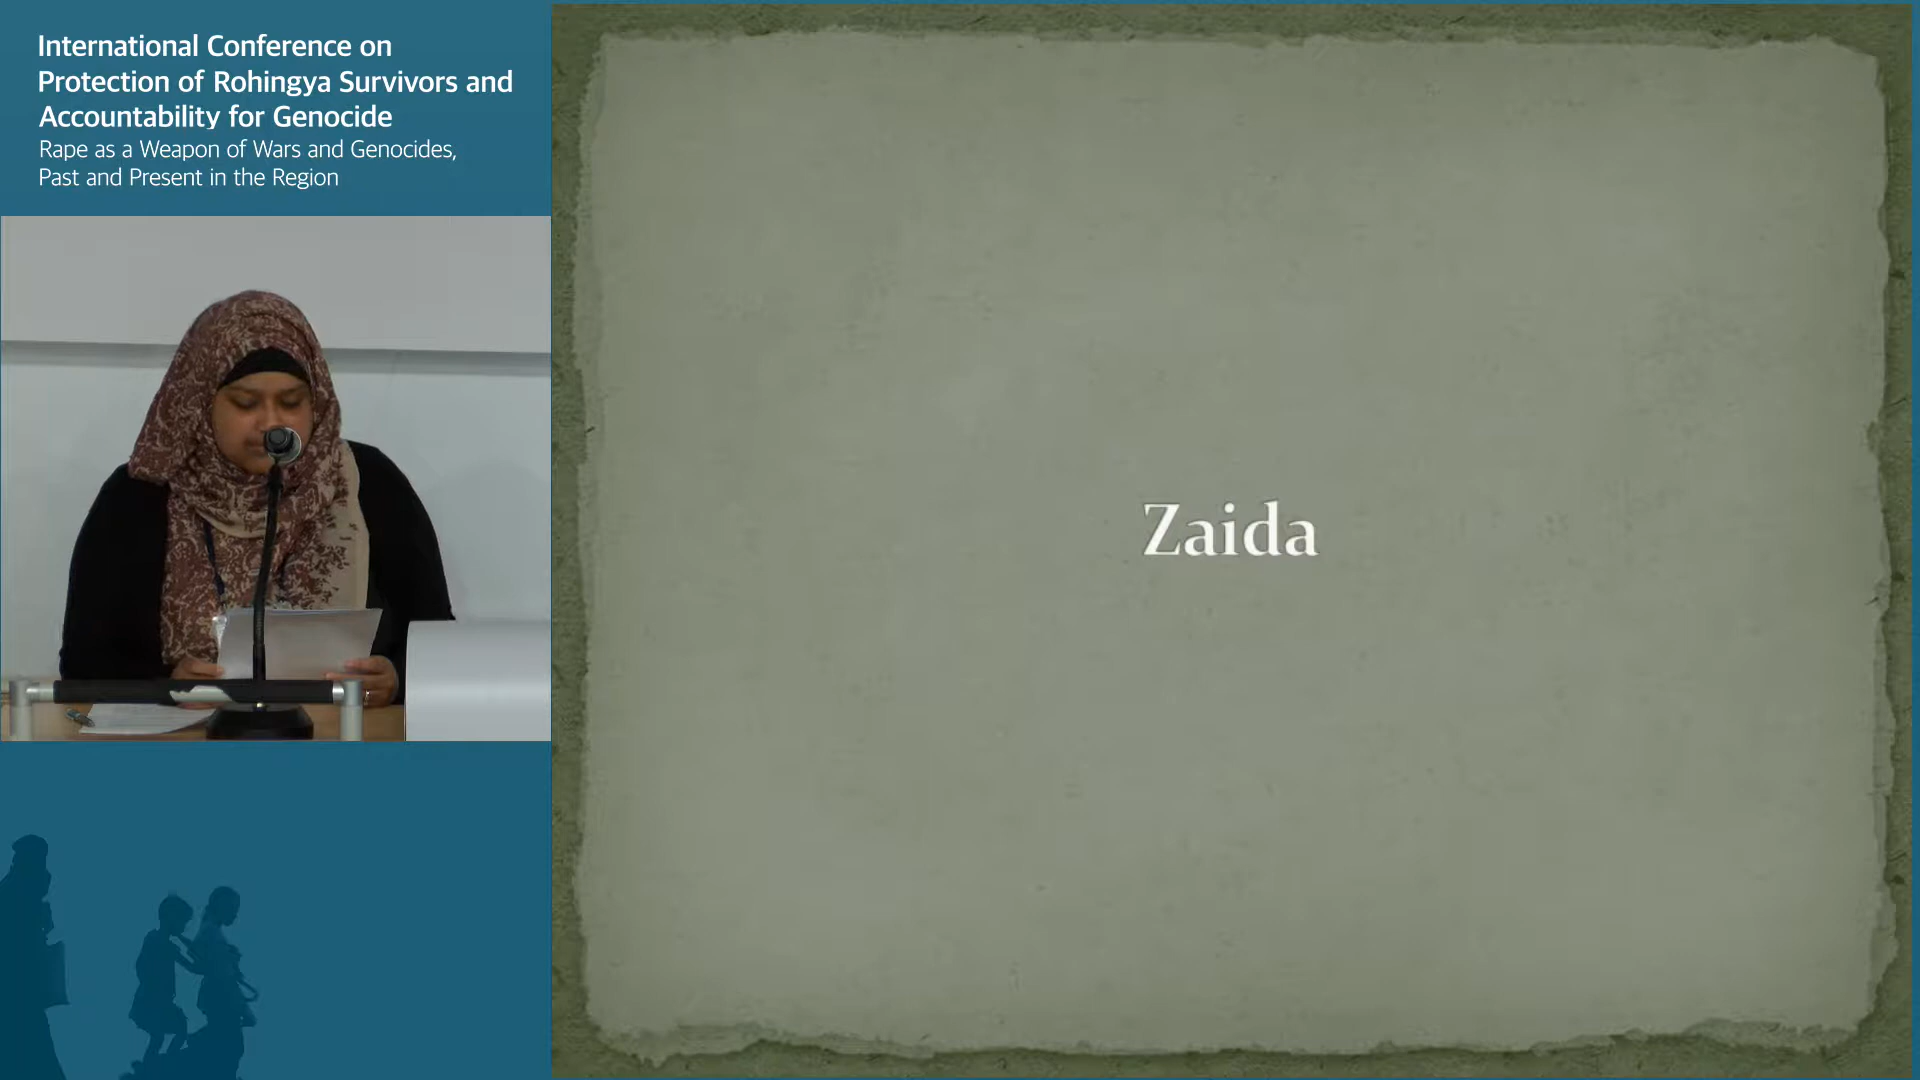 International Conference on
Protection of Rohingya Survivors and
Accountability for Genocide
Rape as a Weapon of Wars and Genocides,
Past and Present in the Region
Zaida